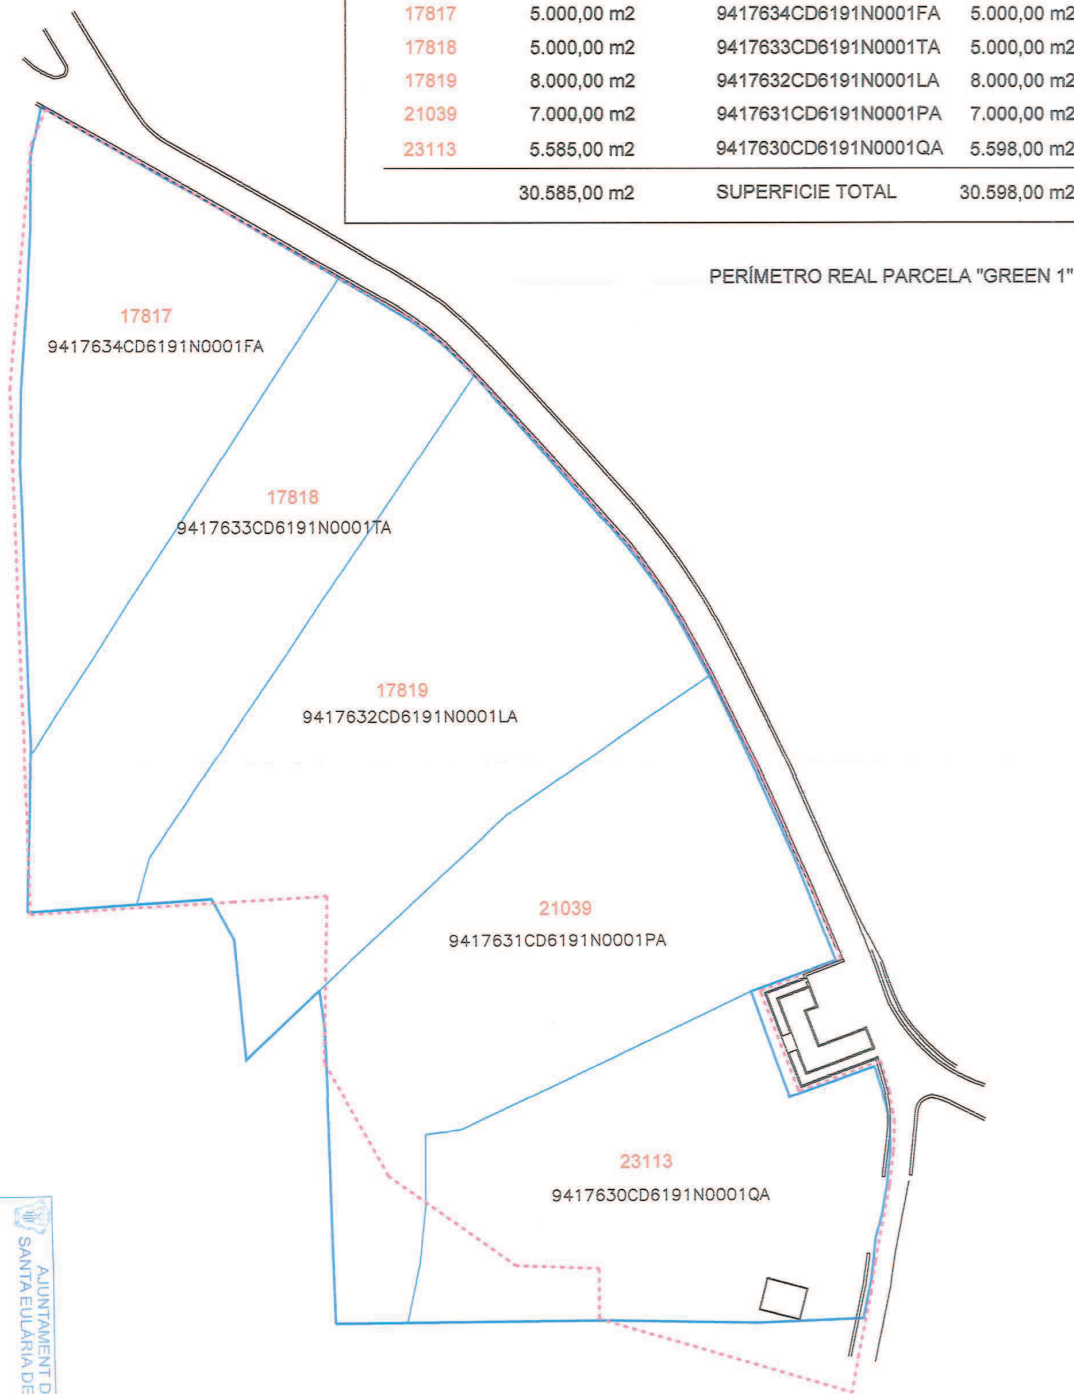 17817 5.000,00 m2 9417634CD6191N0001FA 5.000,00 m2
17818 5.000,00 m2 9417633CD6191N0001TA 5.000,00 m2
17819 8.000,00 m2 9417632CD6191N0001LA 8.000,00 m2
21039 7.000,00 m2 9417631CD6191N0001PA 7.000,00 m2
23113 5.585,00 m2 9417630CD6191N0001QA 5.598,00 m2
30.585,00 m2 SUPERFICIE TOTAL 30.598,00 m2
PERÍMETRO REAL PARCELA "GREEN 1"
17817
9417634CD6191N0001FA
17818
9417633CD6191N0001TA
17819
9417632CD6191N0001LA
21039
9417631CD6191N0001PA
23113
9417630CD6191N0001QA
AJUNTAMENT D
SANTA EULÀRIA DE